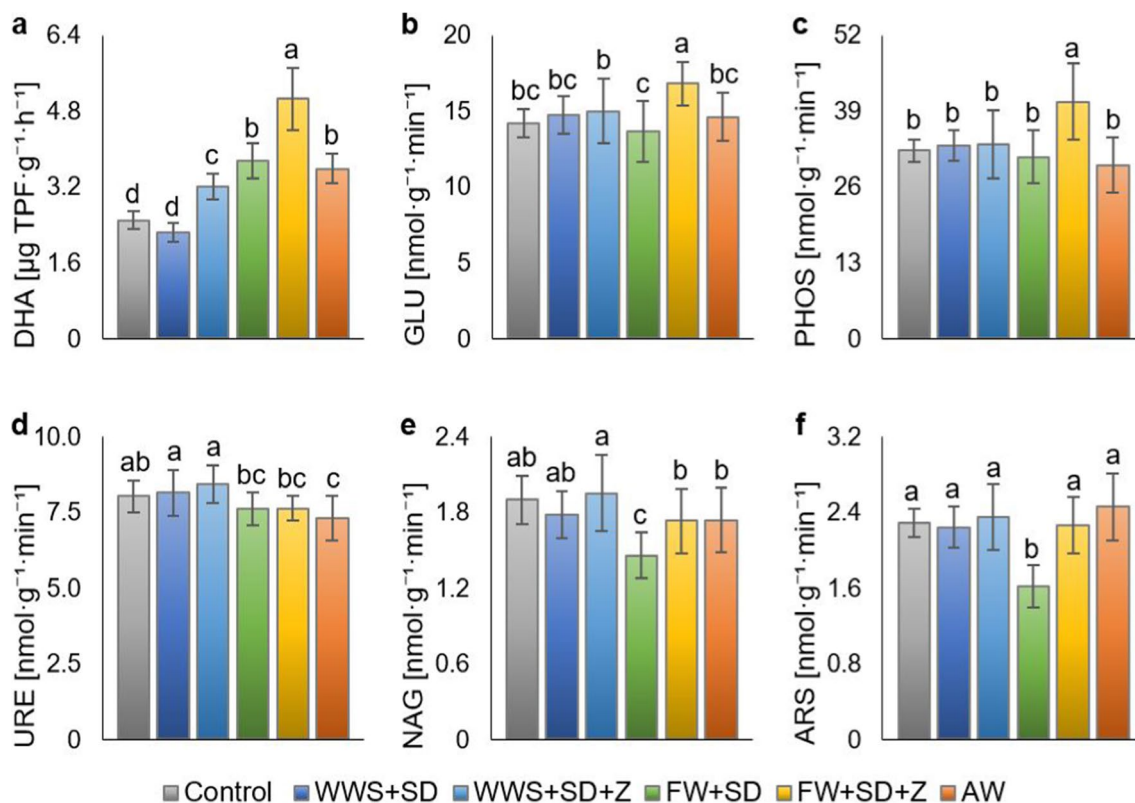 a
DHA [µg TPF·g⁻¹·h⁻¹]
6.4
4.8
3.2
1.6
0
d d c b a b
b
GLU [nmol·g⁻¹·min⁻¹]
20
15
10
5
0
bc bc b c a bc
c
PHOS [nmol·g⁻¹·min⁻¹]
52
39
26
13
0
b b b b a b
d
URE [nmol·g⁻¹·min⁻¹]
10.0
7.5
5.0
2.5
0
ab a a bc bc c
e
NAG [nmol·g⁻¹·min⁻¹]
2.4
1.8
1.2
0.6
0
ab ab a c b b
f
ARS [nmol·g⁻¹·min⁻¹]
3.2
2.4
1.6
0.8
0
a a a b a a
Control WWS+SD WWS+SD+Z FW+SD FW+SD+Z AW